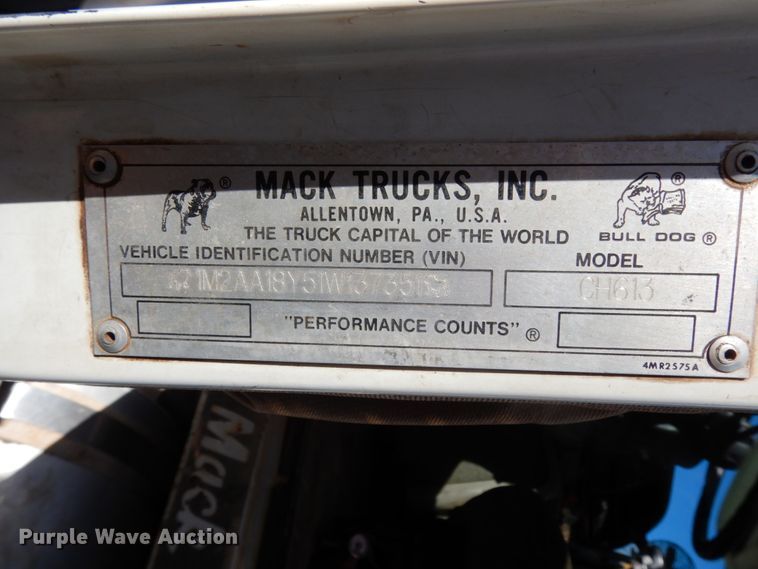 MACK TRUCKS, INC.
ALLENTOWN, PA., U.S.A.
THE TRUCK CAPITAL OF THE WORLD
BULL DOG ®
VEHICLE IDENTIFICATION NUMBER (VIN)
MODEL
1M2AA18Y51W137351
CH613
"PERFORMANCE COUNTS" ®
4MR2575A
Mack
Purple Wave Auction